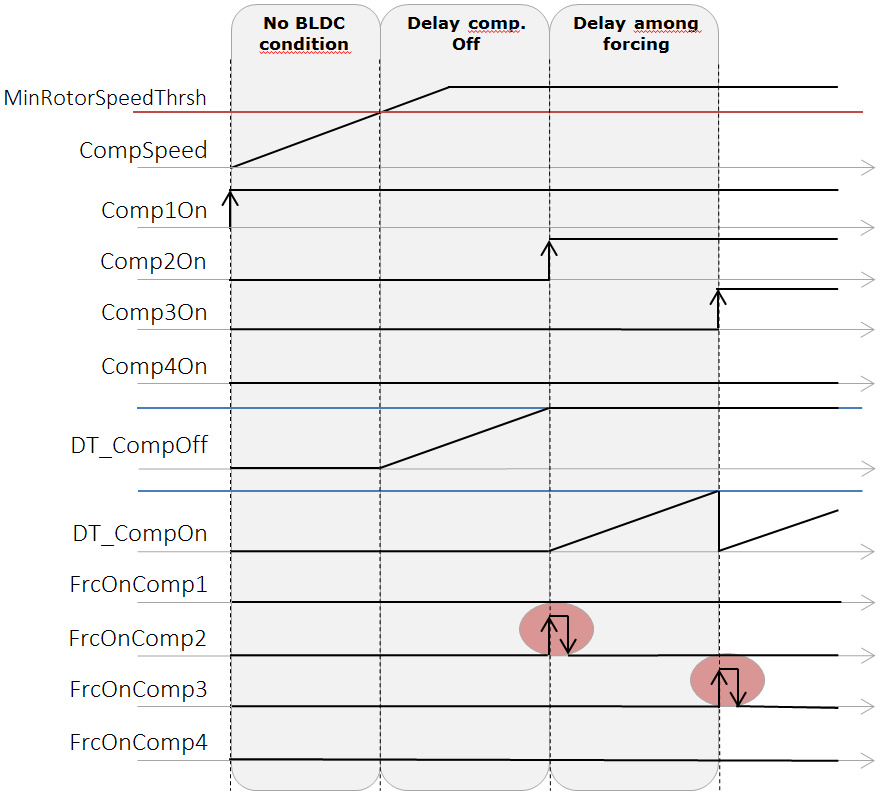 No BLDC
condition
Delay comp.
Off
Delay among
forcing
MinRotorSpeedThrsh
CompSpeed
Comp1On
Comp2On
Comp3On
Comp4On
DT_CompOff
DT_CompOn
FrcOnComp1
FrcOnComp2
FrcOnComp3
FrcOnComp4